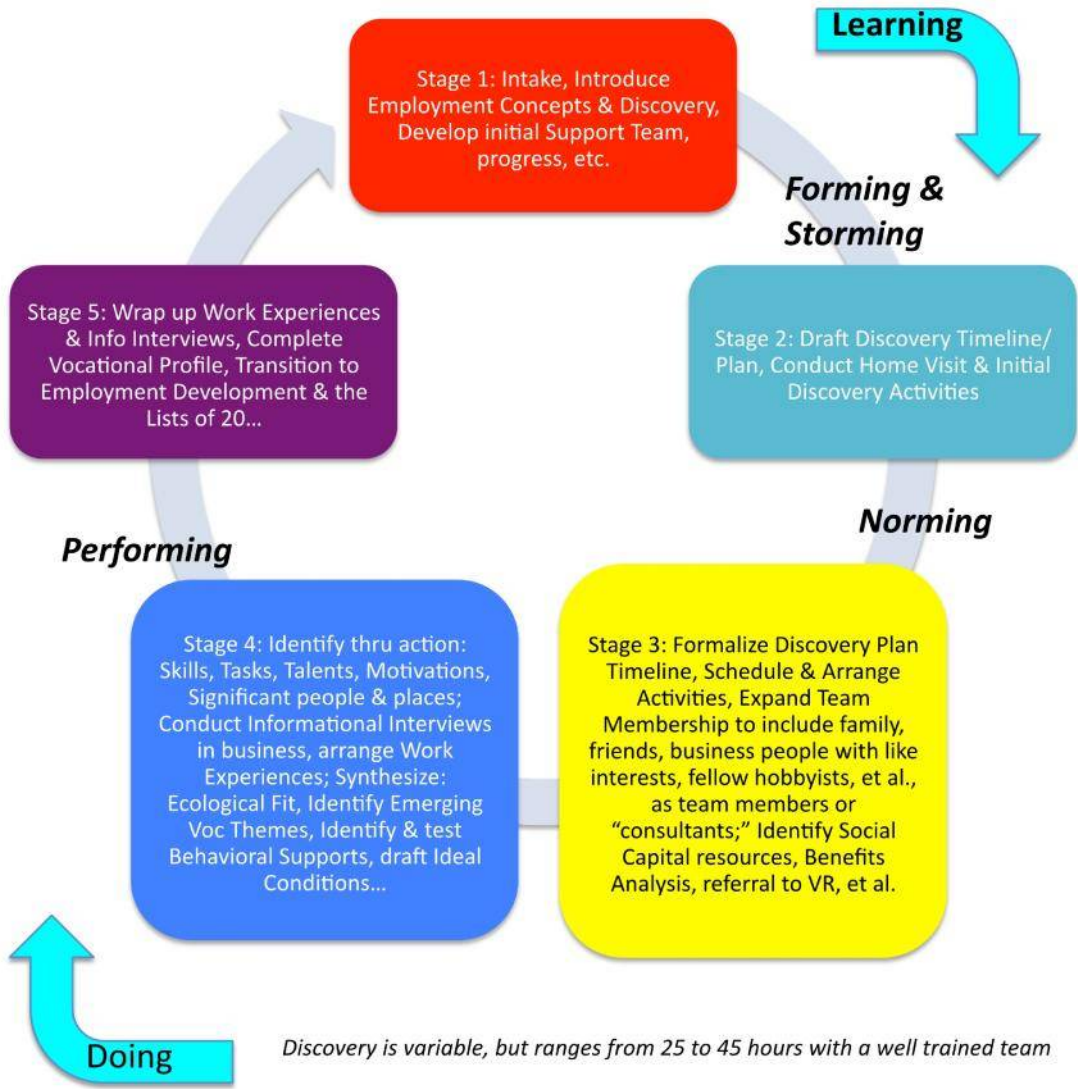 Learning
Stage 1: Intake, Introduce
Employment Concepts & Discovery,
Develop initial Support Team,
progress, etc.
Forming &
Storming
Stage 2: Draft Discovery Timeline/
Plan, Conduct Home Visit & Initial
Discovery Activities
Norming
Stage 3: Formalize Discovery Plan
Timeline, Schedule & Arrange
Activities, Expand Team
Membership to include family,
friends, business people with like
interests, fellow hobbyists, et al.,
as team members or
“consultants;” Identify Social
Capital resources, Benefits
Analysis, referral to VR, et al.
Stage 4: Identify thru action:
Skills, Tasks, Talents, Motivations,
Significant people & places;
Conduct Informational Interviews
in business, arrange Work
Experiences; Synthesize:
Ecological Fit, Identify Emerging
Voc Themes, Identify & test
Behavioral Supports, draft Ideal
Conditions…
Performing
Stage 5: Wrap up Work Experiences
& Info Interviews, Complete
Vocational Profile, Transition to
Employment Development & the
Lists of 20…
Doing
Discovery is variable, but ranges from 25 to 45 hours with a well trained team